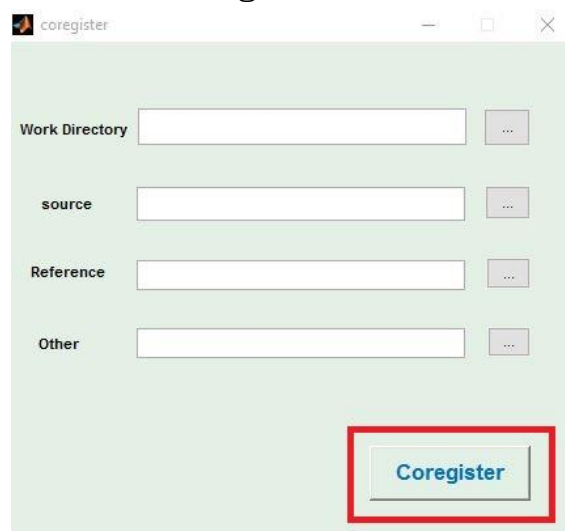 coregister
Work Directory
...
source
...
Reference
...
Other
...
Coregister